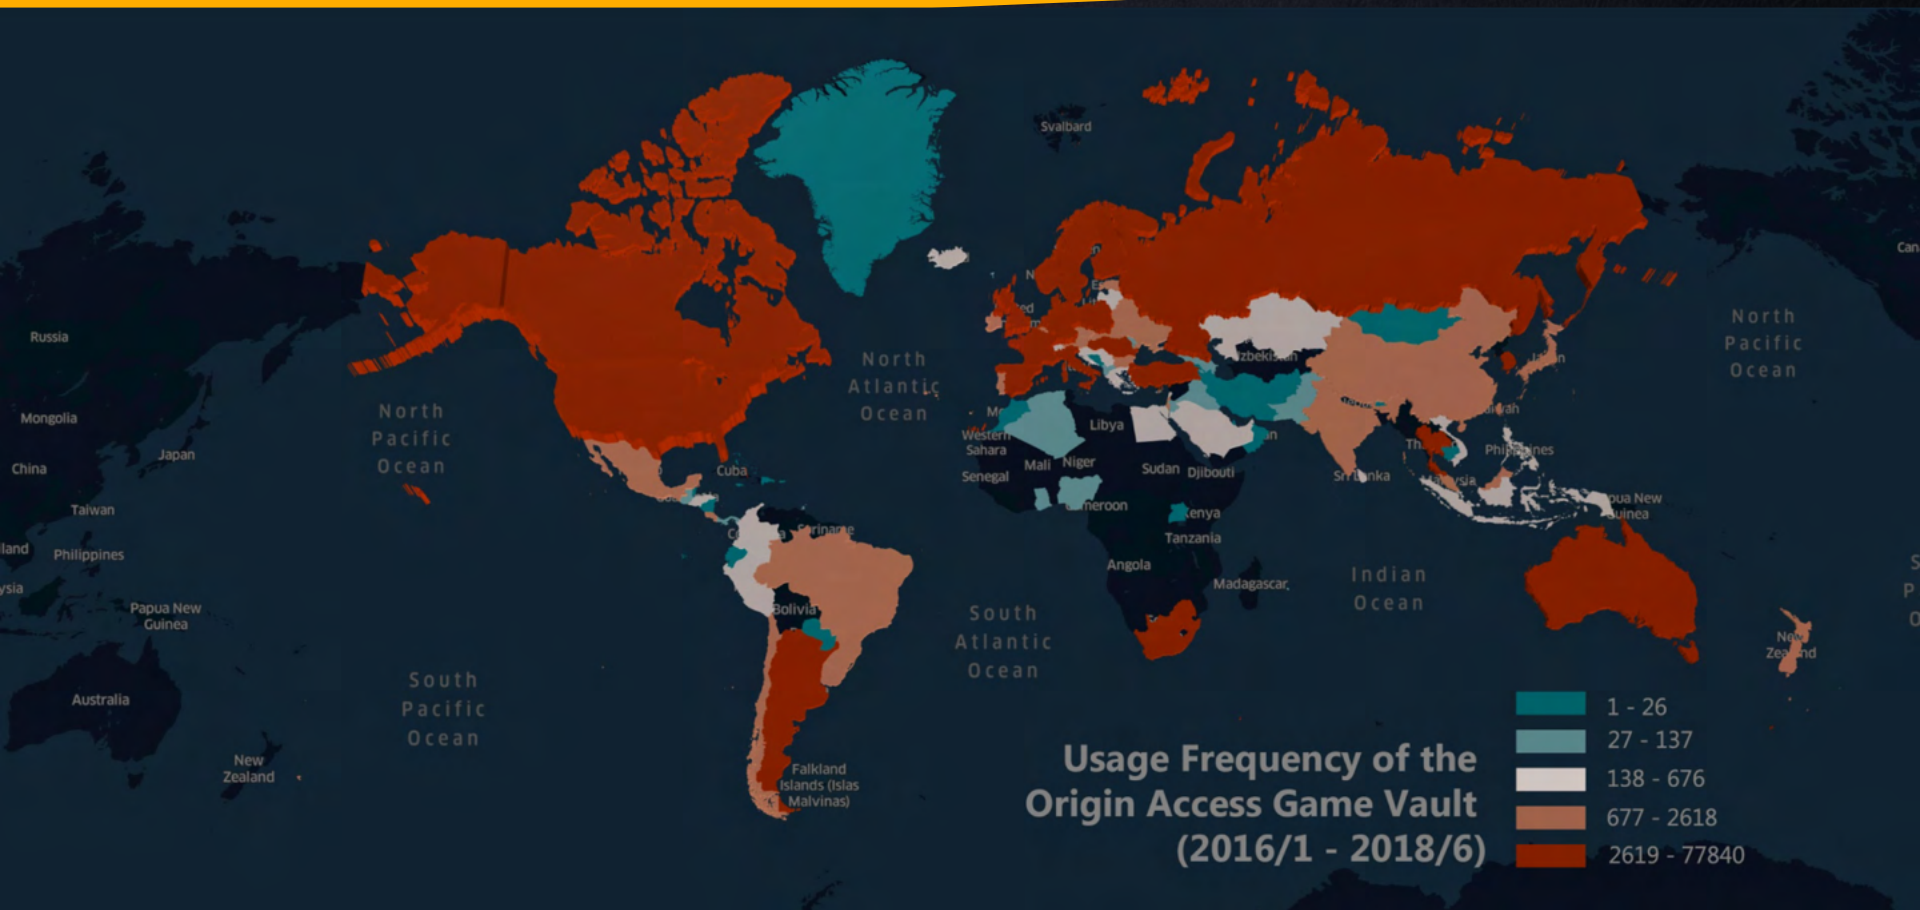 Svalbard
Can
Russia
North
Pacific
Ocean
North
Atlantic
Ocean
Mongolia
North
Pacific
Ocean
China
Japan
Western
Sahara
Libya
Mali
Niger
Senegal
Sudan
Djibouti
Cuba
Taiwan
Philippines
Tanzania
Angola
Madagascar
Indian
Ocean
Papua New
Guinea
Bolivia
South
Atlantic
Ocean
Australia
South
Pacific
Ocean
New
Zealand
Falkland
Islands (Islas
Malvinas)
Usage Frequency of the
Origin Access Game Vault
(2016/1 - 2018/6)
1 - 26
27 - 137
138 - 676
677 - 2618
2619 - 77840